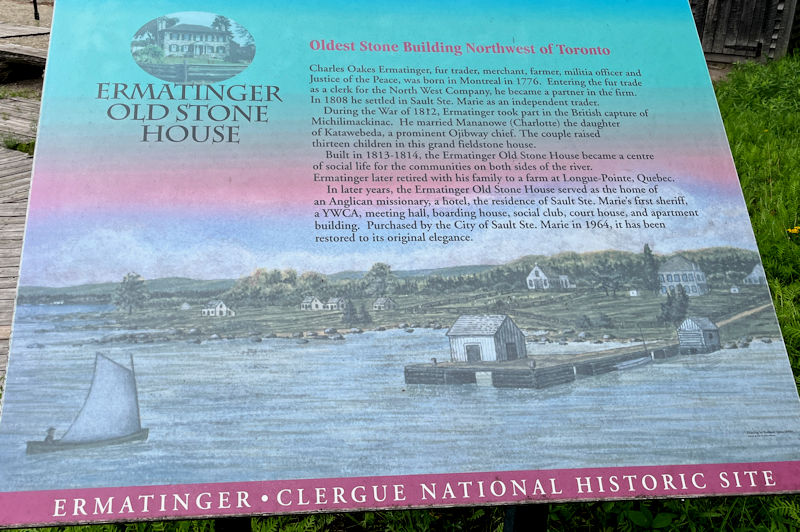 ERMATINGER
OLD STONE
HOUSE
Oldest Stone Building Northwest of Toronto
Charles Oakes Ermatinger, fur trader, merchant, farmer, militia officer and
Justice of the Peace, was born in Montreal in 1776. Entering the fur trade
as a clerk for the North West Company, he became a partner in the firm.
In 1808 he settled in Sault Ste. Marie as an independent trader.
During the War of 1812, Ermatinger took part in the British capture of
Michilimackinac. He married Mananowe (Charlotte) the daughter
of Katawebeda, a prominent Ojibway chief. The couple raised
thirteen children in this grand fieldstone house.
Built in 1813-1814, the Ermatinger Old Stone House became a centre
of social life for the communities on both sides of the river.
Ermatinger later retired with his family to a farm at Longue-Pointe, Quebec.
In later years, the Ermatinger Old Stone House served as the home of
an Anglican missionary, a hotel, the residence of Sault Ste. Marie's first sheriff,
a YWCA, meeting hall, boarding house, social club, court house, and apartment
building. Purchased by the City of Sault Ste. Marie in 1964, it has been
restored to its original elegance.
ERMATINGER • CLERGUE NATIONAL HISTORIC SITE